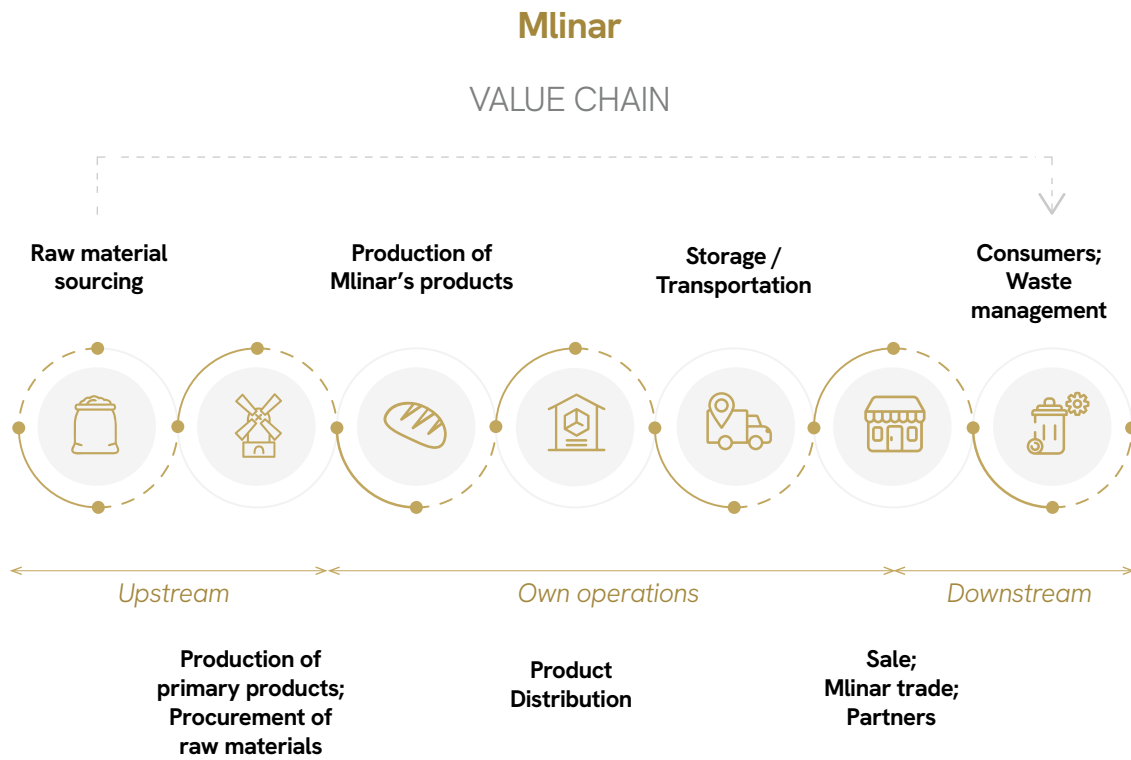 Mlinar
VALUE CHAIN
Raw material
sourcing
Production of
Mlinar’s products
Storage /
Transportation
Consumers;
Waste
management
Upstream
Own operations
Downstream
Production of
primary products;
Procurement of
raw materials
Product
Distribution
Sale;
Mlinar trade;
Partners